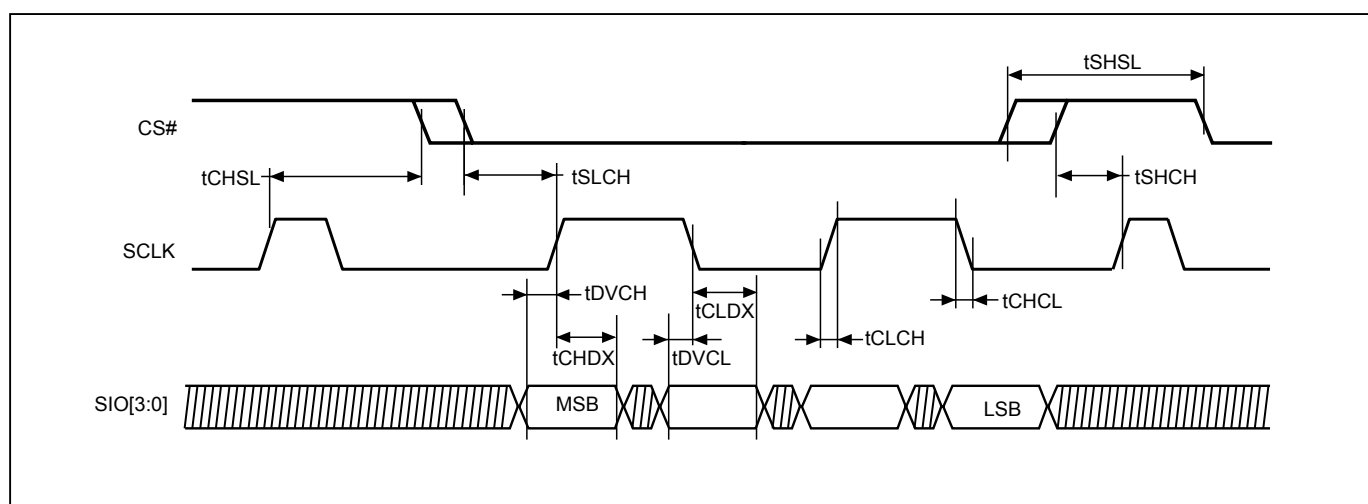 tSHSL
CS#
tCHSL
tSLCH
tSHCH
SCLK
tDVCH
tCLDX
tCHCL
tCLCH
tCHDX
tDVCL
SIO[3:0]
MSB
LSB